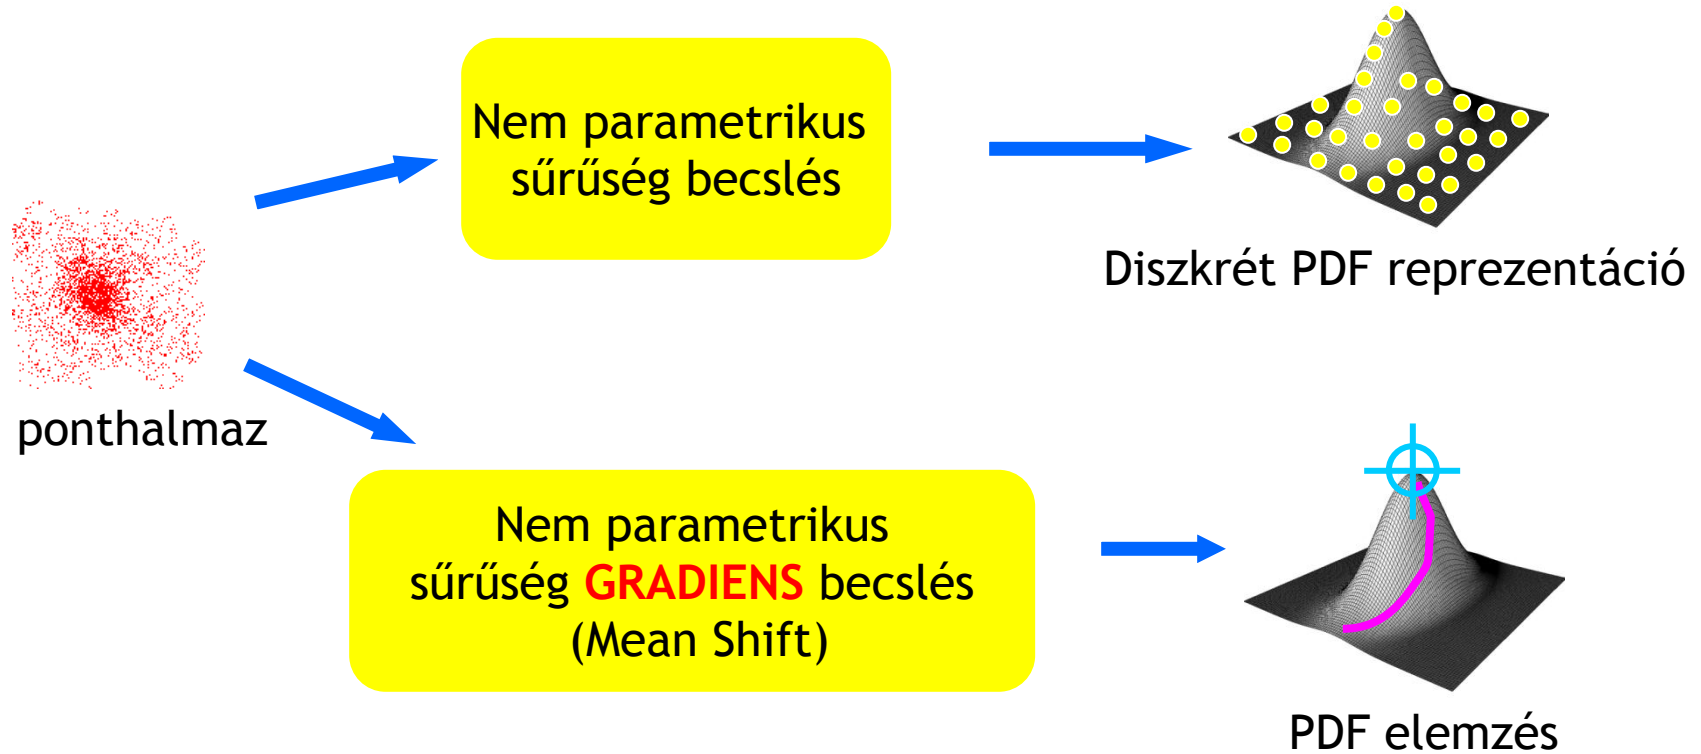 Nem parametrikus
sűrűség becslés
Diszkrét PDF reprezentáció
ponthalmaz
Nem parametrikus
sűrűség GRADIENS becslés
(Mean Shift)
PDF elemzés